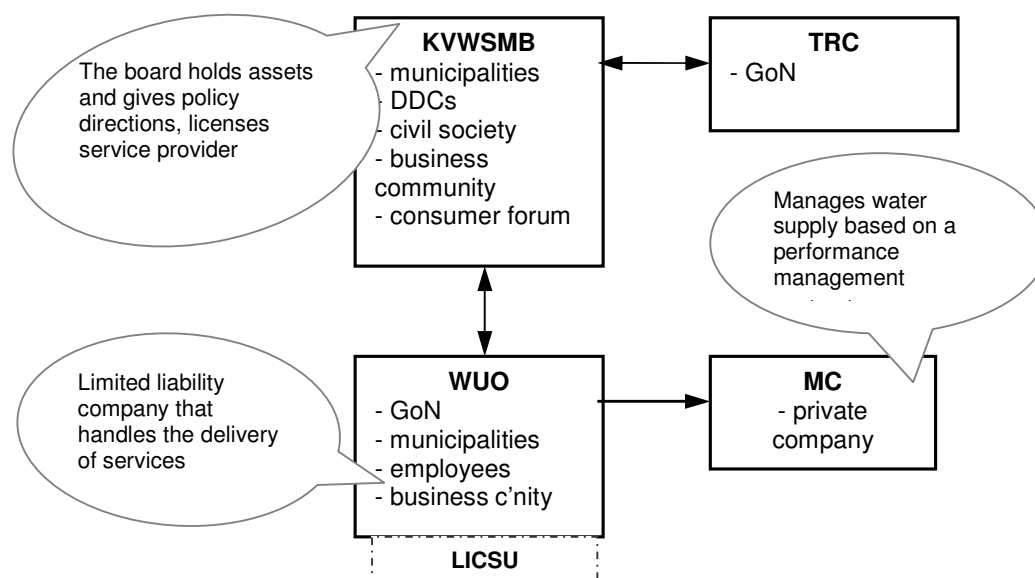 KVWSMB
- municipalities
- DDCs
- civil society
- business
community
- consumer forum
TRC
- GoN
The board holds assets
and gives policy
directions, licenses
service provider
Manages water
supply based on a
performance
management
WUO
- GoN
- municipalities
- employees
- business c'nity
MC
- private
company
Limited liability
company that
handles the delivery
of services
LICSU